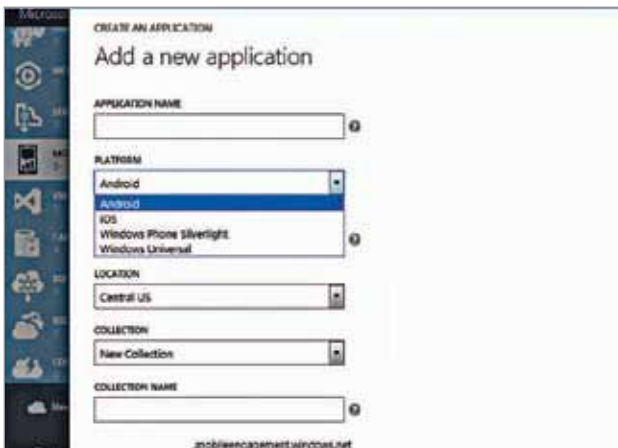 CREATE AN APPLICATION
Add a new application
APPLICATION NAME
PLATFORM
Android
Android
iOS
Windows Phone Silverlight
Windows Universal
LOCATION
Central US
COLLECTION
New Collection
COLLECTION NAME
.mobileengagement.windows.net